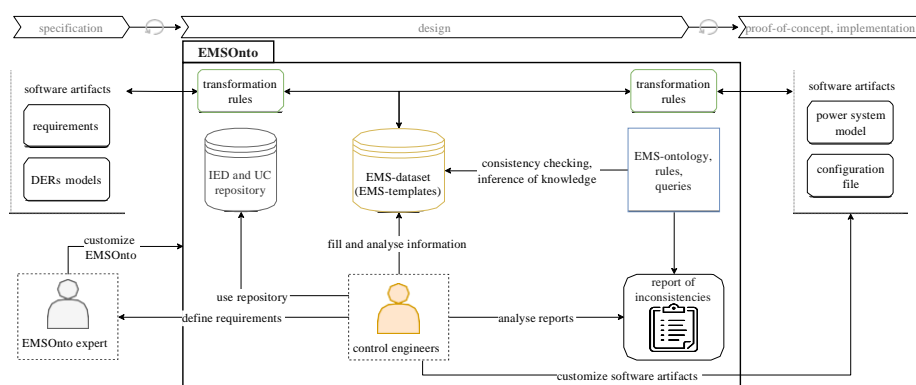 specification
design
proof-of-concept, implementation
EMSOnto
software artifacts
requirements
DERs models
transformation
rules
transformation
rules
software artifacts
power system
model
configuration
file
IED and UC
repository
EMS-dataset
(EMS-templates)
consistency checking,
inference of knowledge
EMS-ontology,
rules,
queries
customize
EMSOnto
fill and analyse information
use repository
define requirements
analyse reports
report of
inconsistencies
EMSOnto expert
control engineers
customize software artifacts